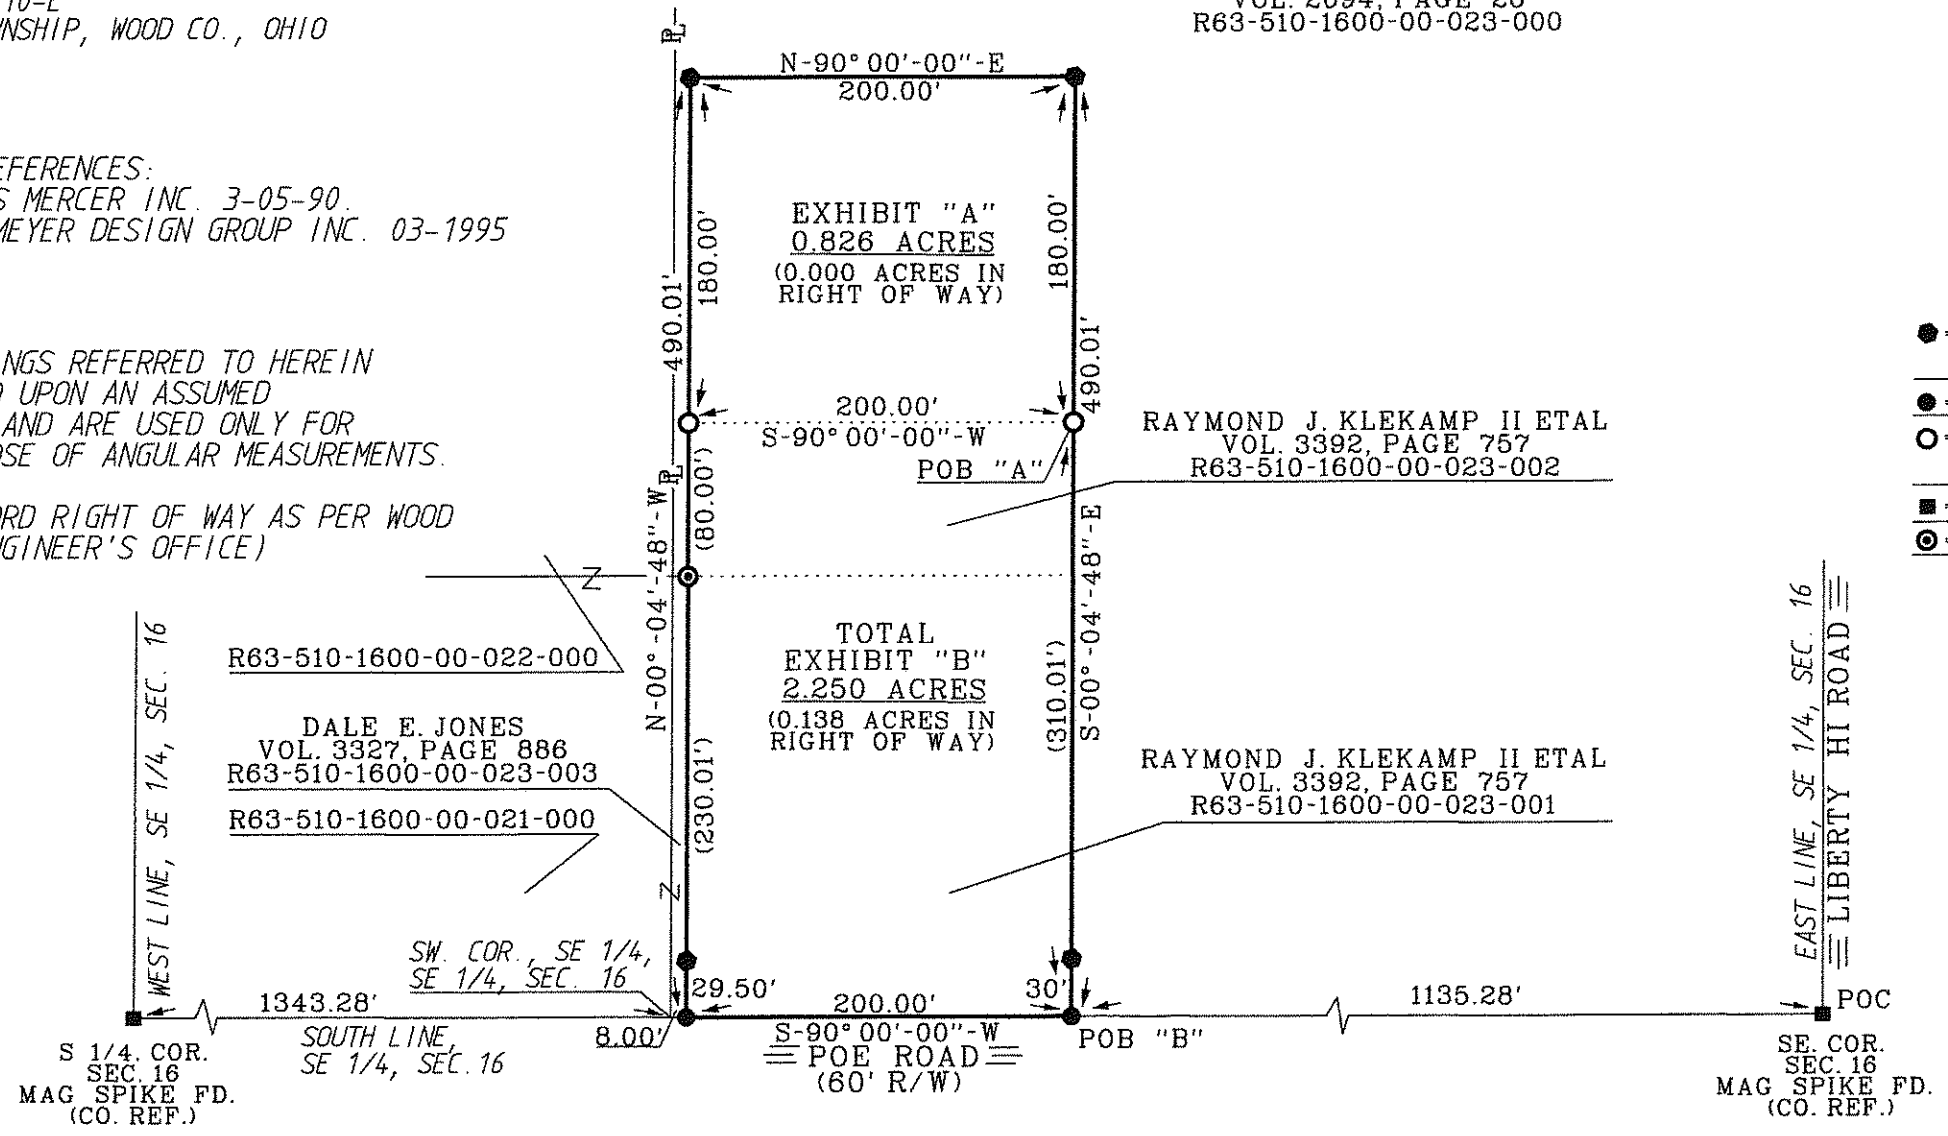 10-E
NSHIP, WOOD CO., OHIO
R63-510-1600-00-023-000
PL
N-90°00'-00"-E
200.00'
EFERENCES:
S MERCER INC. 3-05-90.
MEYER DESIGN GROUP INC. 03-1995
NGS REFERRED TO HEREIN
UPON AN ASSUMED
AND ARE USED ONLY FOR
SE OF ANGULAR MEASUREMENTS.
RD RIGHT OF WAY AS PER WOOD
GINEER'S OFFICE)
490.01'
180.00'
EXHIBIT "A"
0.826 ACRES
(0.000 ACRES IN
RIGHT OF WAY)
180.00'
490.01'
200.00'
S-90°00'-00"-W
POB "A"
RAYMOND J. KLEKAMP II ETAL
VOL. 3392, PAGE 757
R63-510-1600-00-023-002
PL
(80.00')
N-00°-04'-48"-W
Z
TOTAL
EXHIBIT "B"
2.250 ACRES
(0.138 ACRES IN
RIGHT OF WAY)
(310.01')
S-00°-04'-48"-E
R63-510-1600-00-022-000
DALE E. JONES
VOL. 3327, PAGE 886
R63-510-1600-00-023-003
R63-510-1600-00-021-000
(230.01')
Z
RAYMOND J. KLEKAMP II ETAL
VOL. 3392, PAGE 757
R63-510-1600-00-023-001
WEST LINE, SE 1/4, SEC. 16
EAST LINE, SE 1/4, SEC. 16
LIBERTY HI ROAD
SW. COR., SE 1/4,
SE 1/4, SEC. 16
29.50'
30'
1343.28'
200.00'
1135.28'
POC
SOUTH LINE,
SE 1/4, SEC.16
8.00'
S-90°00'-00"-W
POE ROAD
(60' R/W)
POB "B"
S 1/4. COR.
SEC. 16
MAG SPIKE FD.
(CO. REF.)
SE. COR.
SEC. 16
MAG SPIKE FD.
(CO. REF.)